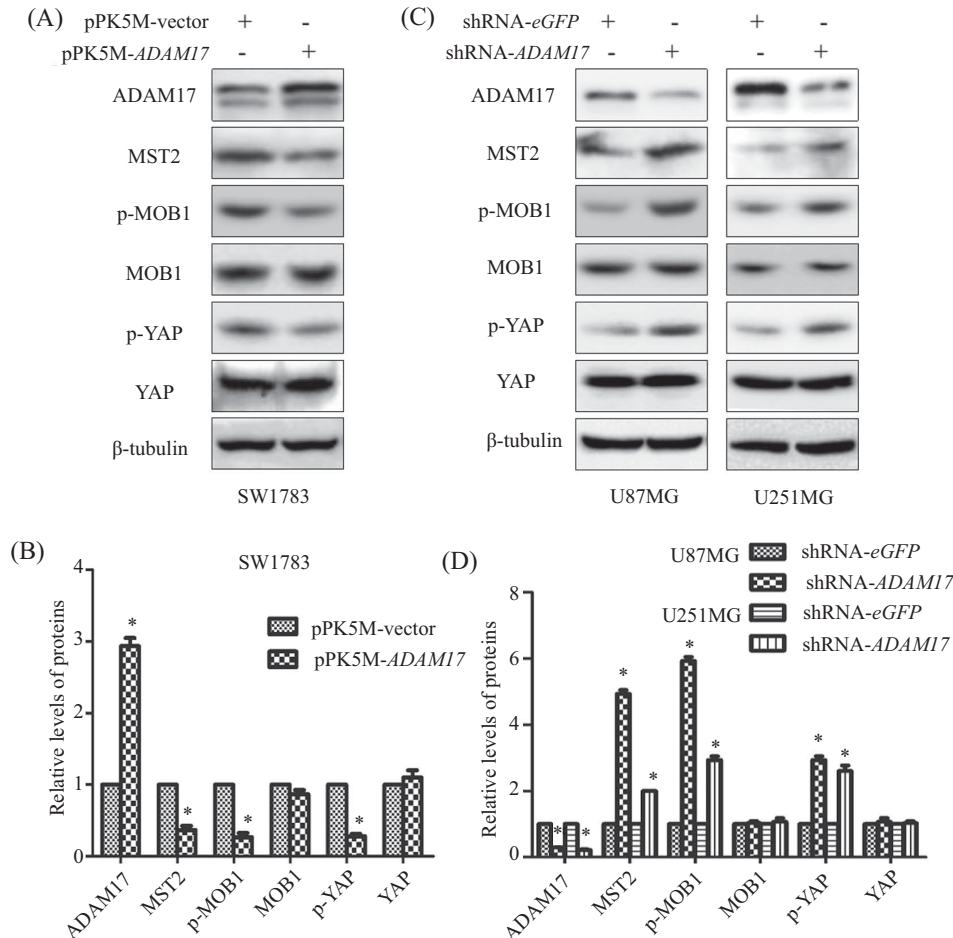 (A)
pPK5M-vector + -
pPK5M-ADAM17 - +
ADAM17
MST2
p-MOB1
MOB1
p-YAP
YAP
β-tubulin
SW1783
(C)
shRNA-eGFP + - + -
shRNA-ADAM17 - + - +
ADAM17
MST2
p-MOB1
MOB1
p-YAP
YAP
β-tubulin
U87MG U251MG
(B)
SW1783
Relative levels of proteins
4
3
2
1
0
pPK5M-vector
pPK5M-ADAM17
* * * *
ADAM17 MST2 p-MOB1 MOB1 p-YAP YAP
(D)
U87MG shRNA-eGFP
shRNA-ADAM17
U251MG shRNA-eGFP
shRNA-ADAM17
Relative levels of proteins
8
6
4
2
0
* * * * * * * *
ADAM17 MST2 p-MOB1 MOB1 p-YAP YAP